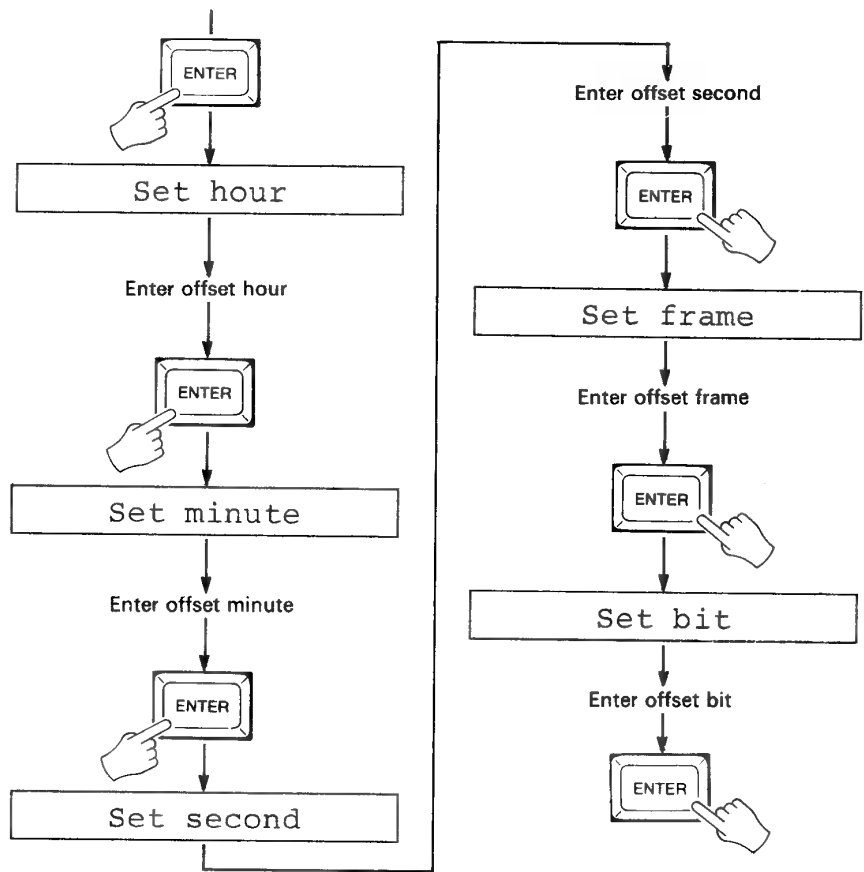 ENTER
Set hour
Enter offset hour
ENTER
Set minute
Enter offset minute
ENTER
Set second
Enter offset second
ENTER
Set frame
Enter offset frame
ENTER
Set bit
Enter offset bit
ENTER